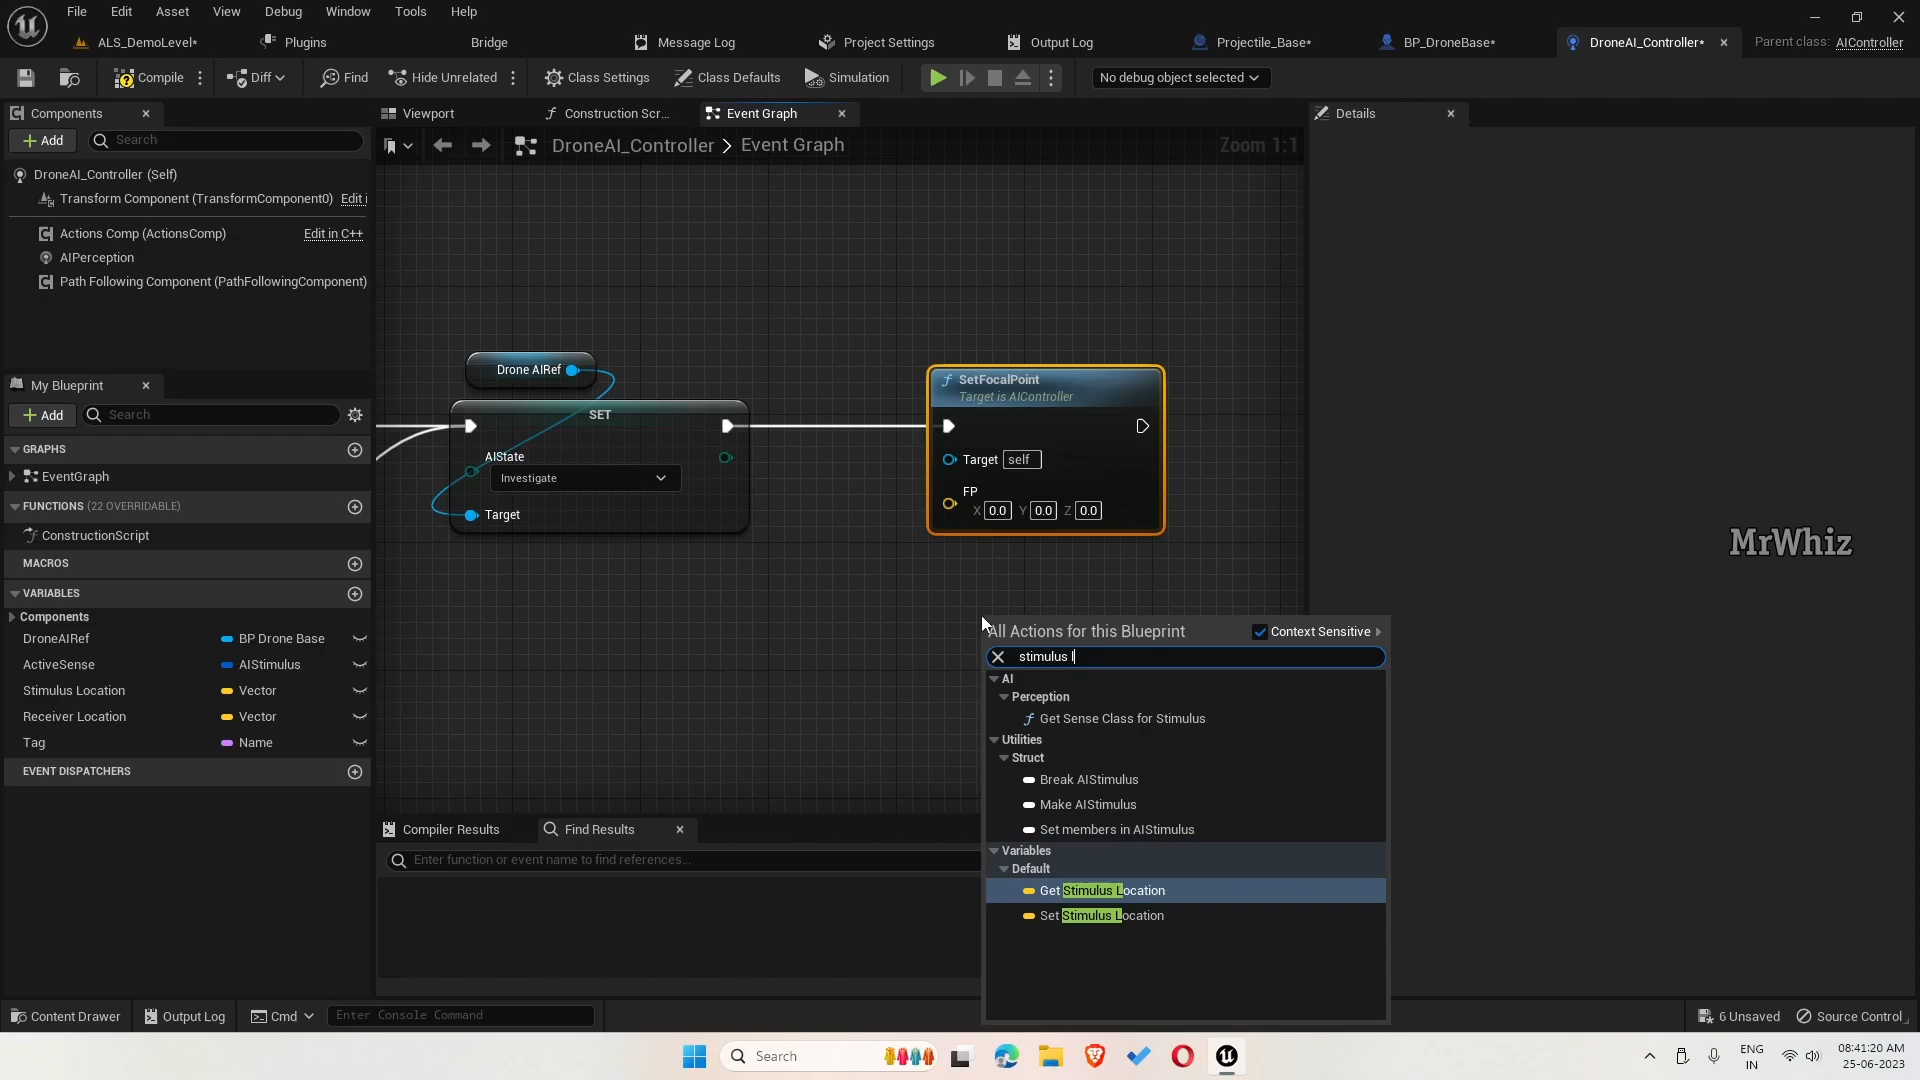 File Edit Asset View Debug Window Tools Help
ALS_DemoLevel* Plugins Bridge Message Log Project Settings Output Log Projectile_Base* BP_DroneBase* DroneAI_Controller* Parent class: AIController
Compile Diff Find Hide Unrelated Class Settings Class Defaults Simulation No debug object selected
Components
Add Search
DroneAI_Controller (Self)
Transform Component (TransformComponent0) Edit i
Actions Comp (ActionsComp) Edit in C++
AIPerception
Path Following Component (PathFollowingComponent)
My Blueprint
Add Search
GRAPHS
EventGraph
FUNCTIONS (22 OVERRIDABLE)
ConstructionScript
MACROS
VARIABLES
Components
DroneAIRef BP Drone Base
ActiveSense AIStimulus
Stimulus Location Vector
Receiver Location Vector
Tag Name
EVENT DISPATCHERS
Viewport Construction Scr... Event Graph
DroneAI_Controller > Event Graph Zoom 1:1
Drone AIRef
SET
AIState
Investigate
Target
SetFocalPoint
Target is AIController
Target self
FP
X 0.0 Y 0.0 Z 0.0
All Actions for this Blueprint Context Sensitive
stimulus l
AI
Perception
Get Sense Class for Stimulus
Utilities
Struct
Break AIStimulus
Make AIStimulus
Set members in AIStimulus
Variables
Default
Get Stimulus Location
Set Stimulus Location
Compiler Results Find Results
Enter function or event name to find references...
Details
MrWhiz
Content Drawer Output Log Cmd Enter Console Command 6 Unsaved Source Control
Search
ENG
IN
08:41:20 AM
25-06-2023